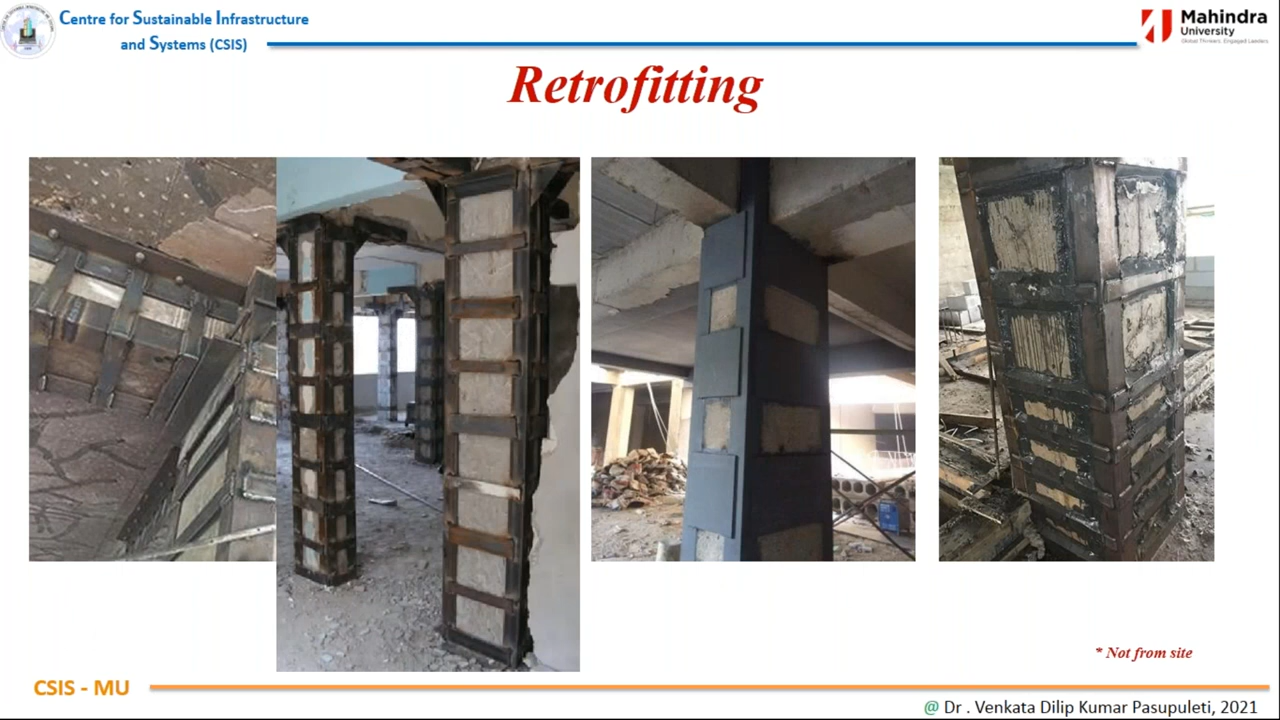 Centre for Sustainable Infrastructure
and Systems (CSIS)
Mahindra
University
Global Thinkers. Engaged Leaders.
Retrofitting
* Not from site
CSIS - MU
@ Dr . Venkata Dilip Kumar Pasupuleti, 2021